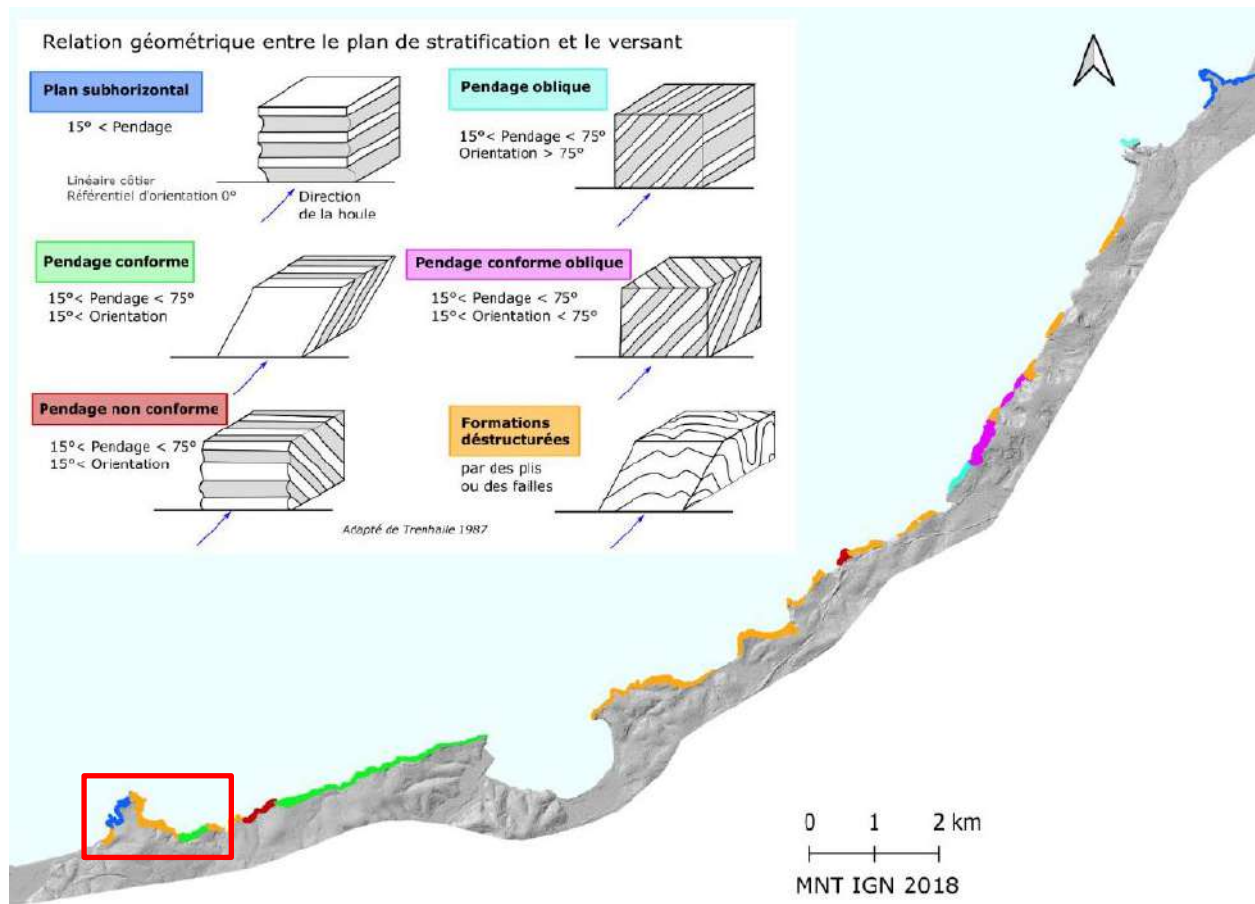 Relation géométrique entre le plan de stratification et le versant
Plan subhorizontal
15° < Pendage
Linéaire côtier
Référentiel d'orientation 0°
Direction
de la houle
Pendage oblique
15°< Pendage < 75°
Orientation > 75°
Pendage conforme
15°< Pendage < 75°
15°< Orientation
Pendage conforme oblique
15°< Pendage < 75°
15°< Orientation < 75°
Pendage non conforme
15°< Pendage < 75°
15°< Orientation
Formations
déstructurées
par des plis
ou des failles
Adapté de Trenhaile 1987
0 1 2 km
MNT IGN 2018